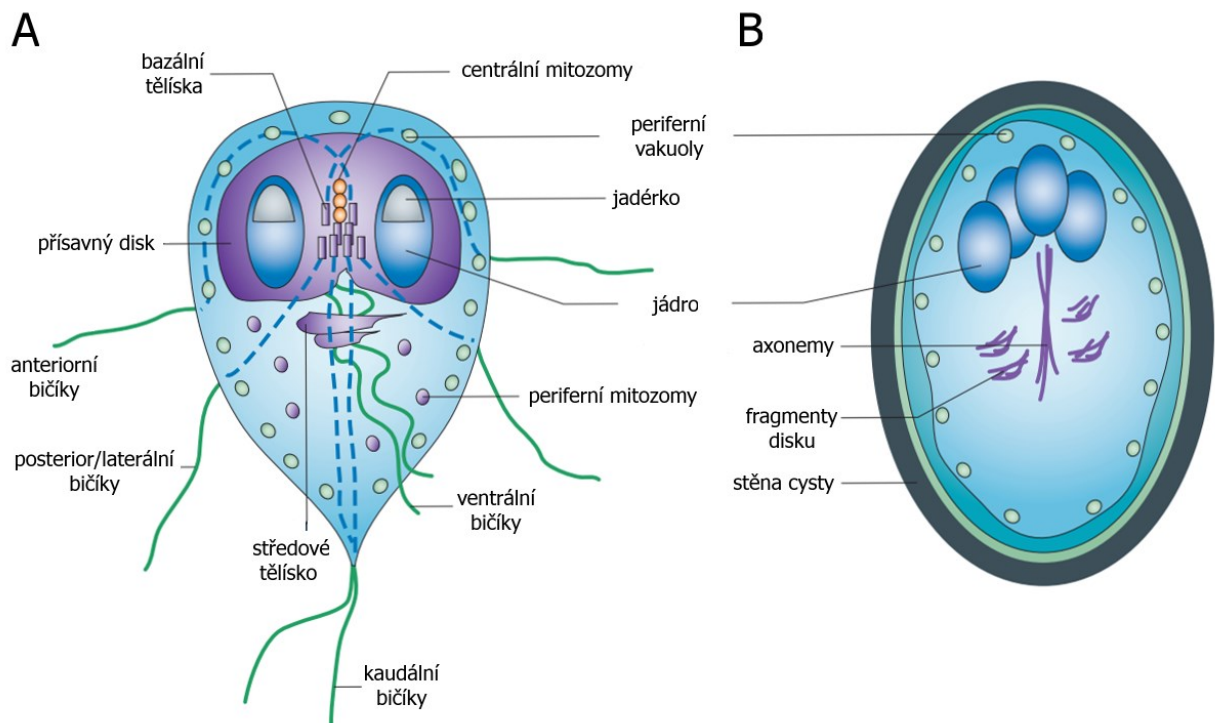 A
B
bazální
tělíska
centrální mitozomy
periferní
vakuoly
jadérko
přísavný disk
jádro
axonemy
anteriorní
bičíky
periferní mitozomy
fragmenty
disku
posterior/laterální
bičíky
stěna cysty
ventrální
bičíky
středové
tělísko
kaudální
bičíky